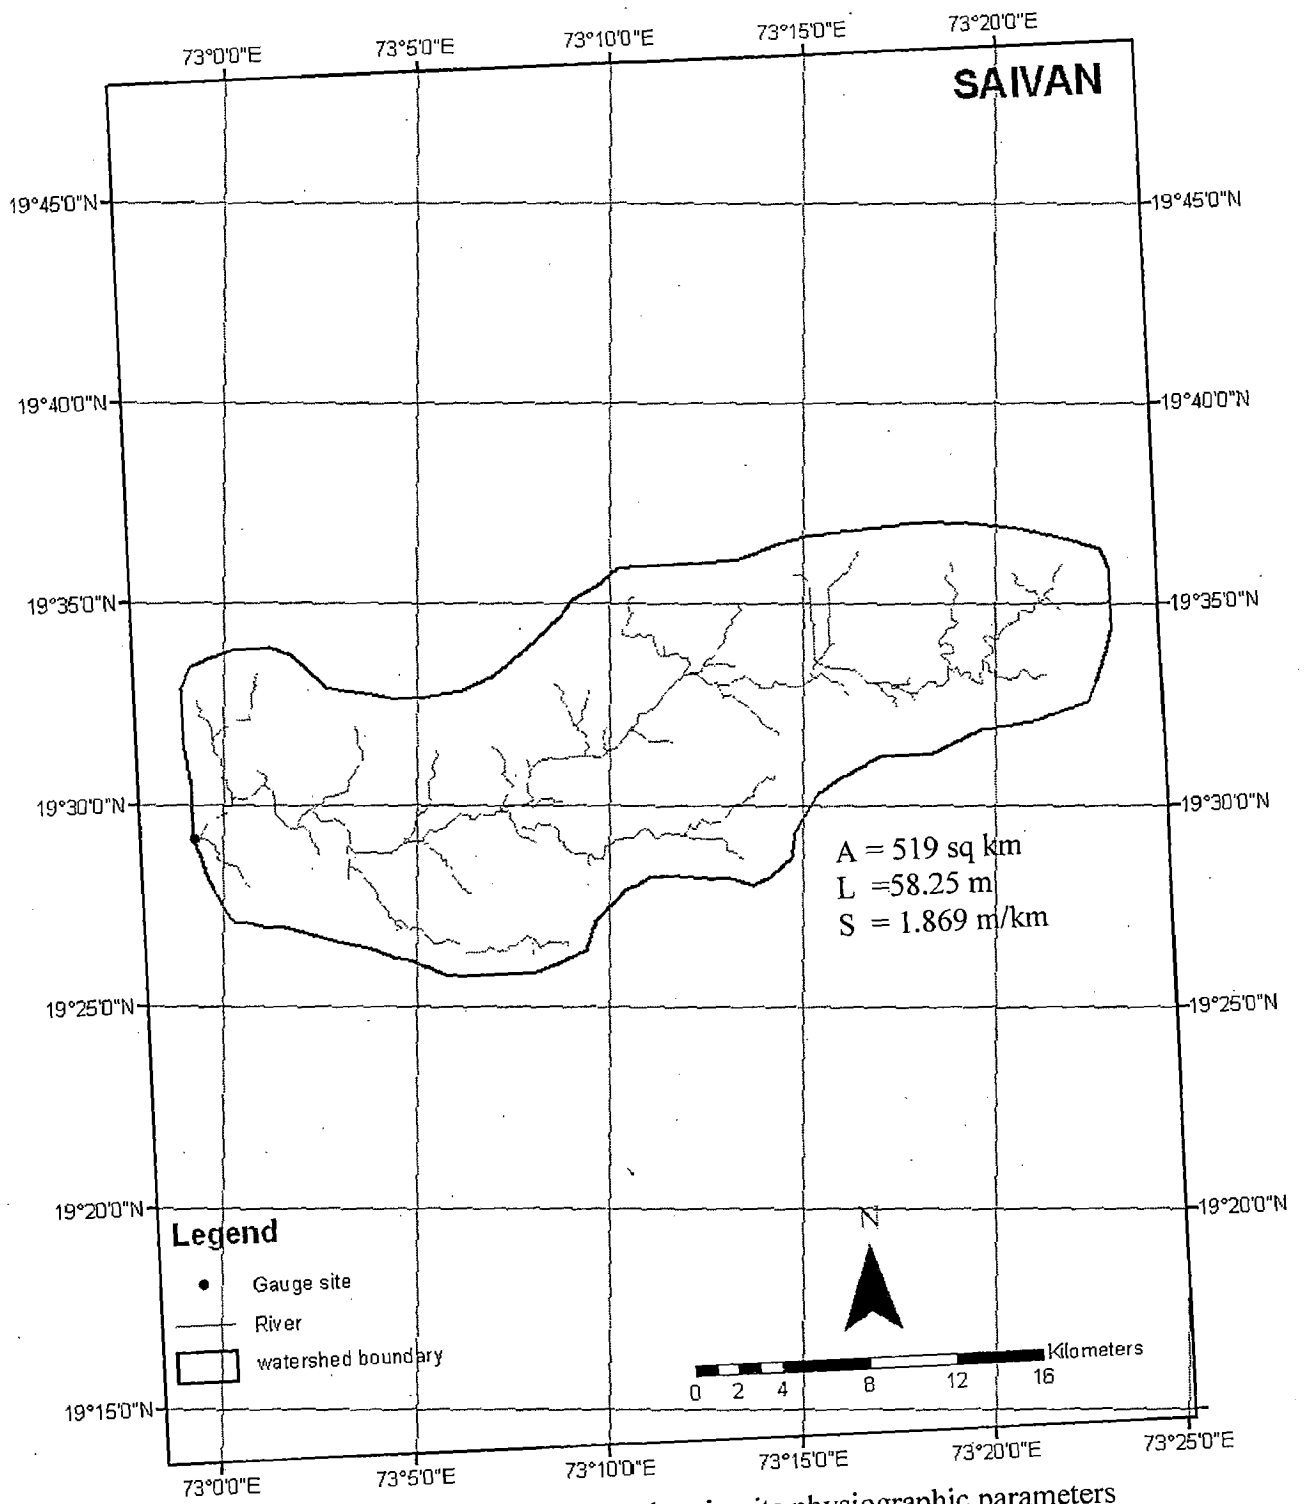 73°0'0"E 73°5'0"E 73°10'0"E 73°15'0"E 73°20'0"E
SAIVAN
19°45'0"N 19°45'0"N
19°40'0"N 19°40'0"N
19°35'0"N 19°35'0"N
19°30'0"N 19°30'0"N
A = 519 sq km
L =58.25 m
S = 1.869 m/km
19°25'0"N 19°25'0"N
19°20'0"N 19°20'0"N
N
Legend
Gauge site
River
watershed boundary
Kilometers
0 2 4 8 12 16
19°15'0"N
73°0'0"E 73°5'0"E 73°10'0"E 73°15'0"E 73°20'0"E 73°25'0"E
its physiographic parameters